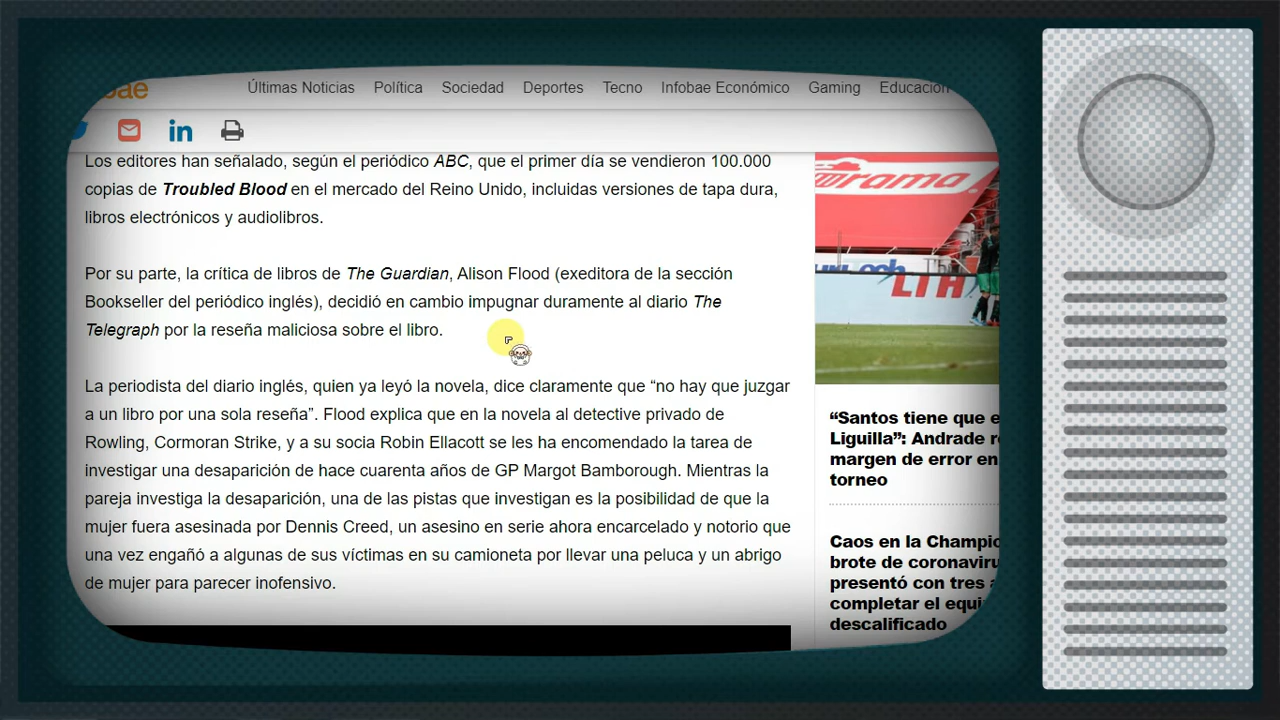 bae
Últimas Noticias Política Sociedad Deportes Tecno Infobae Económico Gaming Educación
in
Los editores han señalado, según el periódico ABC, que el primer día se vendieron 100.000
copias de Troubled Blood en el mercado del Reino Unido, incluidas versiones de tapa dura,
libros electrónicos y audiolibros.
Por su parte, la crítica de libros de The Guardian, Alison Flood (exeditora de la sección
Bookseller del periódico inglés), decidió en cambio impugnar duramente al diario The
Telegraph por la reseña maliciosa sobre el libro.
La periodista del diario inglés, quien ya leyó la novela, dice claramente que “no hay que juzgar
a un libro por una sola reseña”. Flood explica que en la novela al detective privado de
Rowling, Cormoran Strike, y a su socia Robin Ellacott se les ha encomendado la tarea de
investigar una desaparición de hace cuarenta años de GP Margot Bamborough. Mientras la
pareja investiga la desaparición, una de las pistas que investigan es la posibilidad de que la
mujer fuera asesinada por Dennis Creed, un asesino en serie ahora encarcelado y notorio que
una vez engañó a algunas de sus víctimas en su camioneta por llevar una peluca y un abrigo
de mujer para parecer inofensivo.
rama
“Santos tiene que e
Liguilla”: Andrade r
margen de error en
torneo
Caos en la Champio
brote de coronaviru
presentó con tres
completar el equi
descalificado